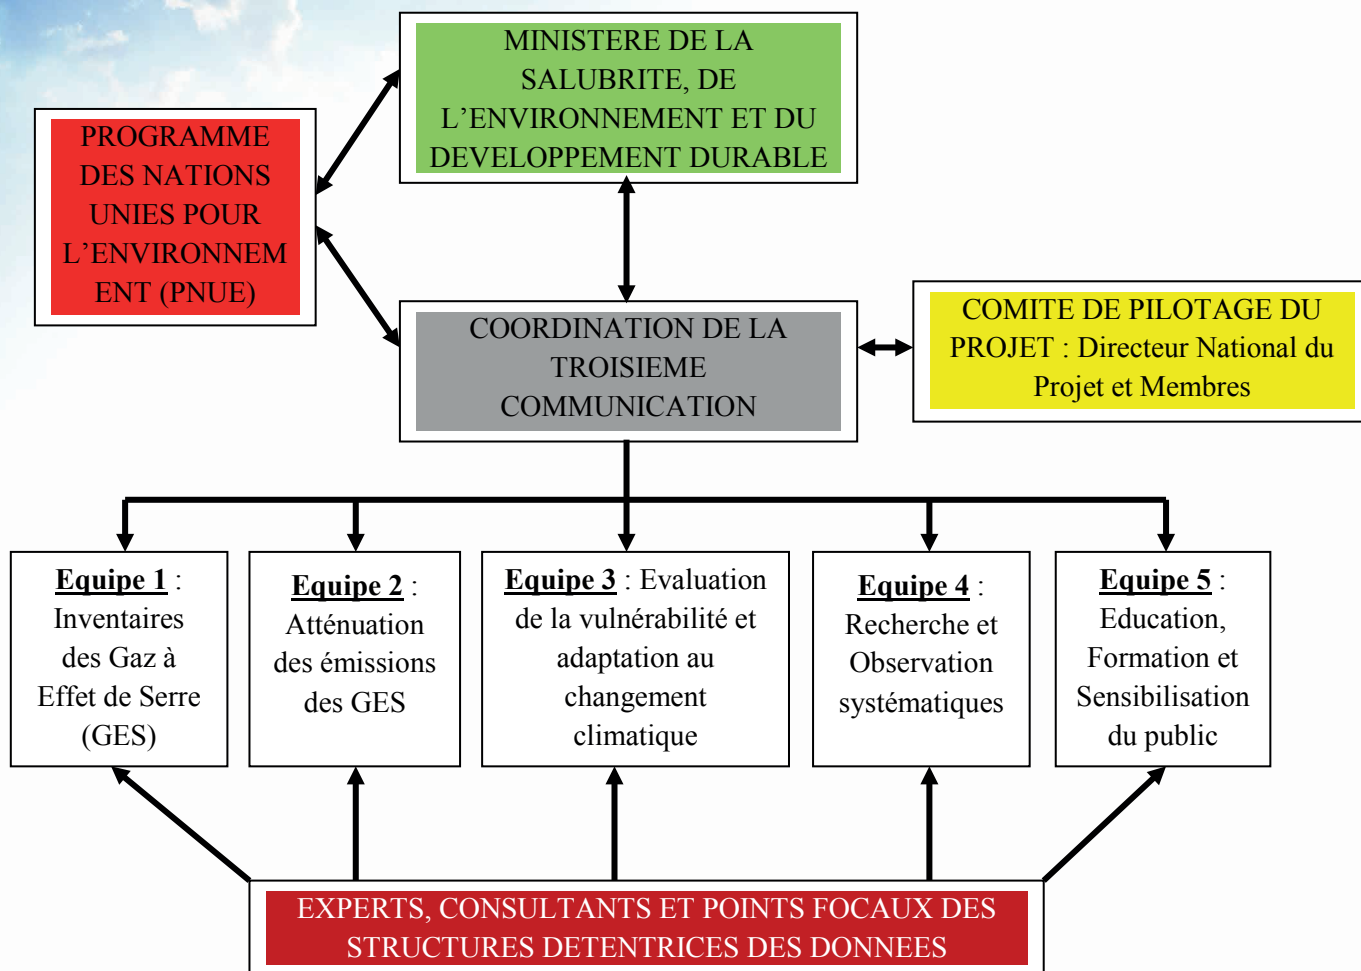 MINISTERE DE LA
SALUBRITE, DE
L’ENVIRONNEMENT ET DU
DEVELOPPEMENT DURABLE
PROGRAMME
DES NATIONS
UNIES POUR
L’ENVIRONNEM
ENT (PNUE)
COORDINATION DE LA
TROISIEME
COMMUNICATION
COMITE DE PILOTAGE DU
PROJET : Directeur National du
Projet et Membres
Equipe 1 :
Inventaires
des Gaz à
Effet de Serre
(GES)
Equipe 2 :
Atténuation
des émissions
des GES
Equipe 3 : Evaluation
de la vulnérabilité et
adaptation au
changement
climatique
Equipe 4 :
Recherche et
Observation
systématiques
Equipe 5 :
Education,
Formation et
Sensibilisation
du public
EXPERTS, CONSULTANTS ET POINTS FOCAUX DES
STRUCTURES DETENTRICES DES DONNEES